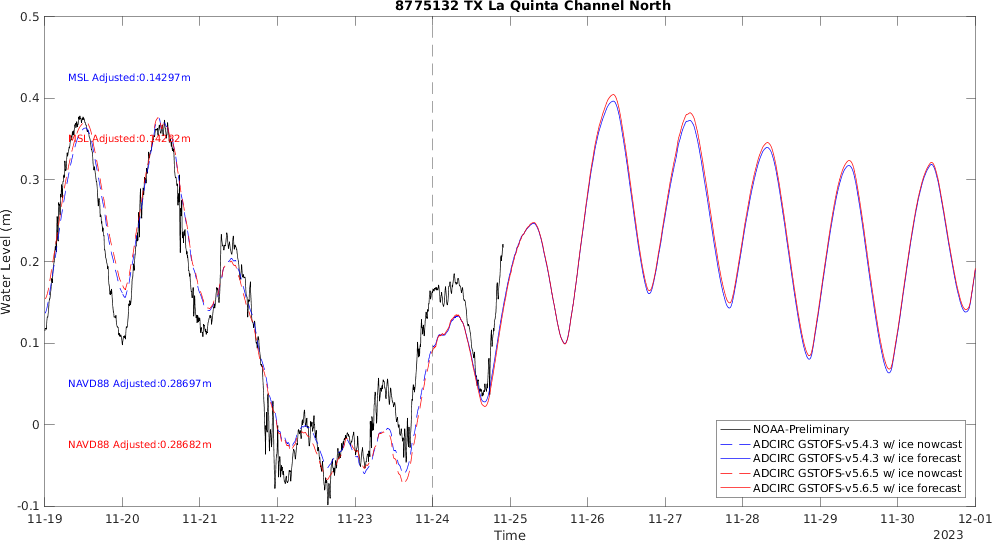 8775132 TX La Quinta Channel North
0.5
0.4
0.3
0.2
0.1
0
-0.1
Water Level (m)
MSL Adjusted:0.14297m
MSL Adjusted:0.14282m
NAVD88 Adjusted:0.28697m
NAVD88 Adjusted:0.28682m
NOAA-Preliminary
ADCIRC GSTOFS-v5.4.3 w/ ice nowcast
ADCIRC GSTOFS-v5.4.3 w/ ice forecast
ADCIRC GSTOFS-v5.6.5 w/ ice nowcast
ADCIRC GSTOFS-v5.6.5 w/ ice forecast
11-19 11-20 11-21 11-22 11-23 11-24 11-25 11-26 11-27 11-28 11-29 11-30 12-01
Time
2023